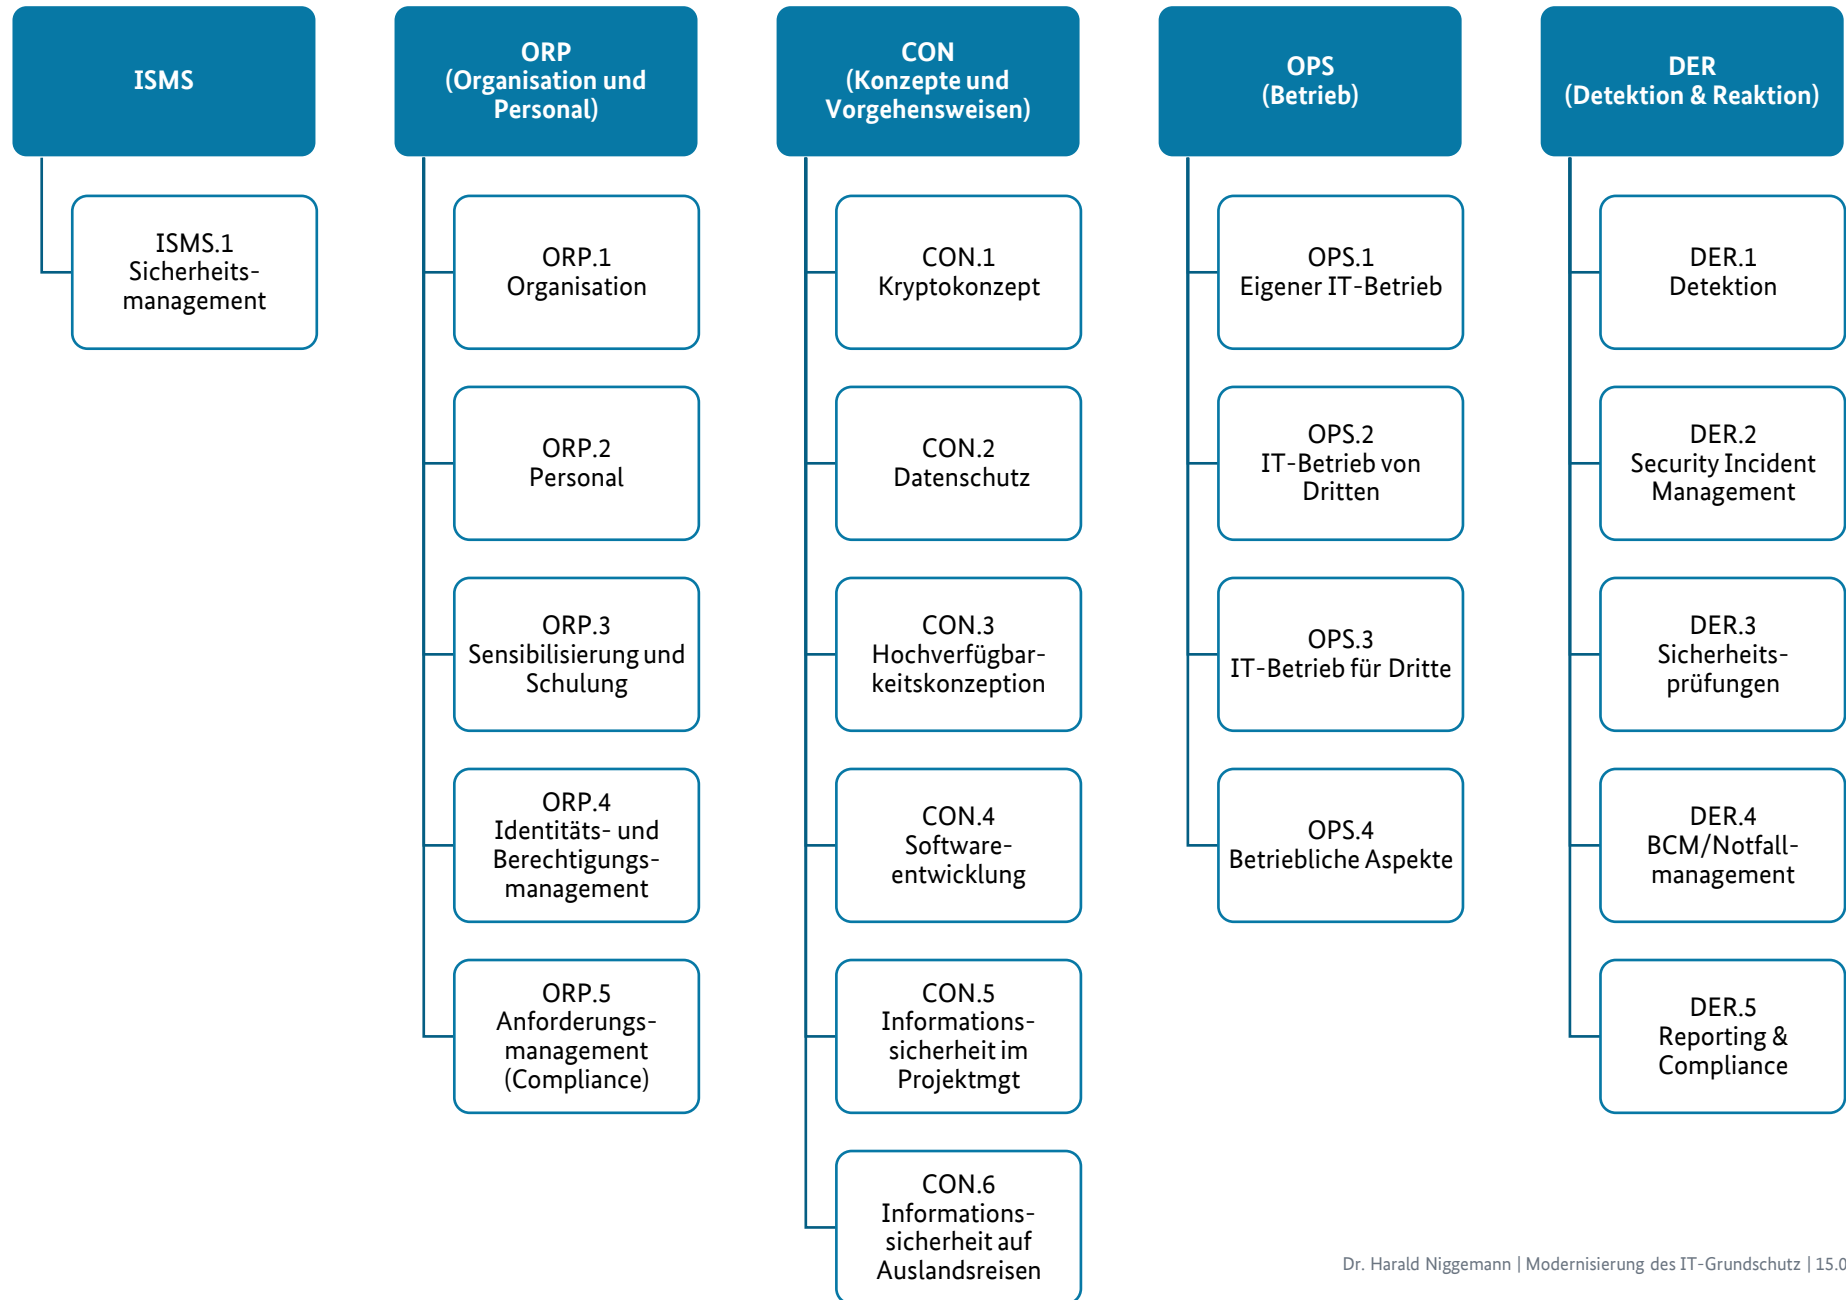 ISMS
ISMS.1
Sicherheits-
management
ORP
(Organisation und
Personal)
ORP.1
Organisation
ORP.2
Personal
ORP.3
Sensibilisierung und
Schulung
ORP.4
Identitäts- und
Berechtigungs-
management
ORP.5
Anforderungs-
management
(Compliance)
CON
(Konzepte und
Vorgehensweisen)
CON.1
Kryptokonzept
CON.2
Datenschutz
CON.3
Hochverfügbar-
keitskonzeption
CON.4
Software-
entwicklung
CON.5
Informations-
sicherheit im
Projektmgt
CON.6
Informations-
sicherheit auf
Auslandsreisen
OPS
(Betrieb)
OPS.1
Eigener IT-Betrieb
OPS.2
IT-Betrieb von
Dritten
OPS.3
IT-Betrieb für Dritte
OPS.4
Betriebliche Aspekte
DER
(Detektion & Reaktion)
DER.1
Detektion
DER.2
Security Incident
Management
DER.3
Sicherheits-
prüfungen
DER.4
BCM/Notfall-
management
DER.5
Reporting &
Compliance
Dr. Harald Niggemann | Modernisierung des IT-Grundschutz | 15.0